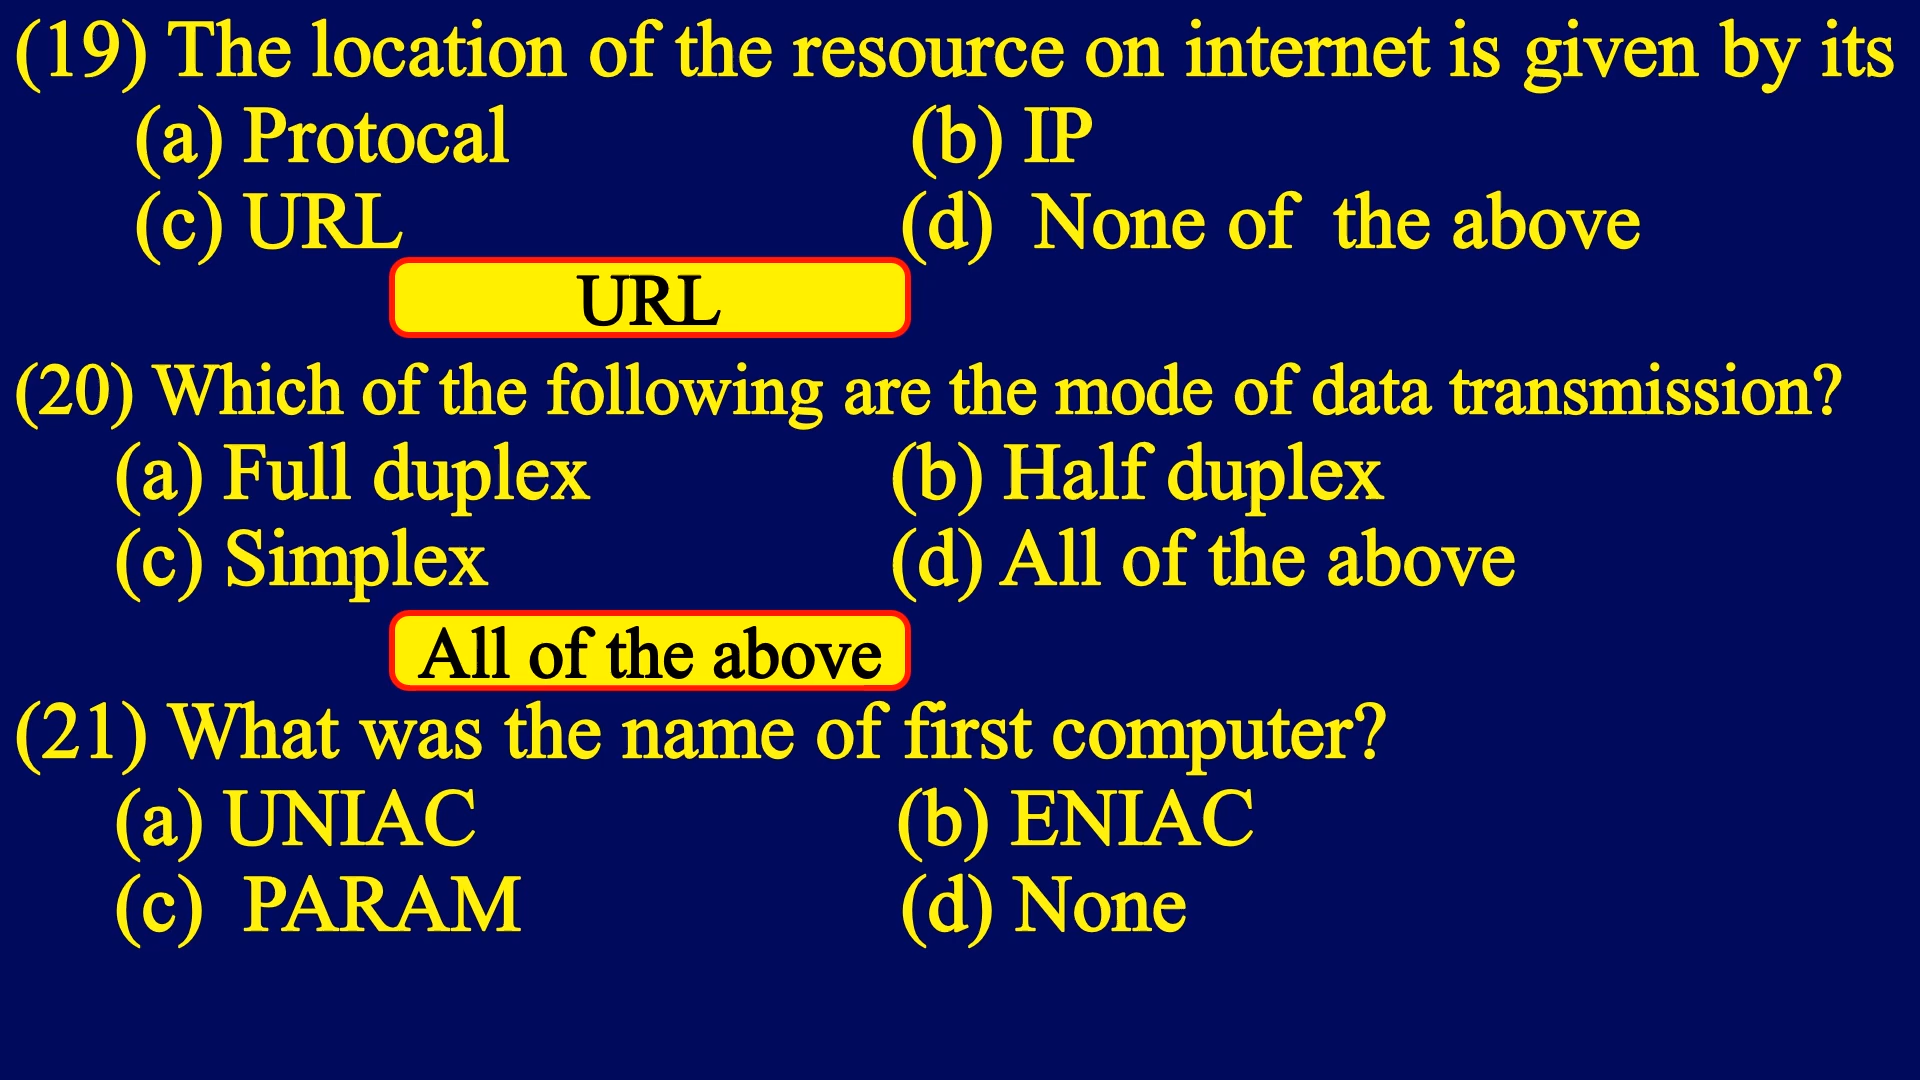 (19) The location of the resource on internet is given by its
(a) Protocal (b) IP
(c) URL (d) None of the above
URL
(20) Which of the following are the mode of data transmission?
(a) Full duplex (b) Half duplex
(c) Simplex (d) All of the above
All of the above
(21) What was the name of first computer?
(a) UNIAC (b) ENIAC
(c) PARAM (d) None